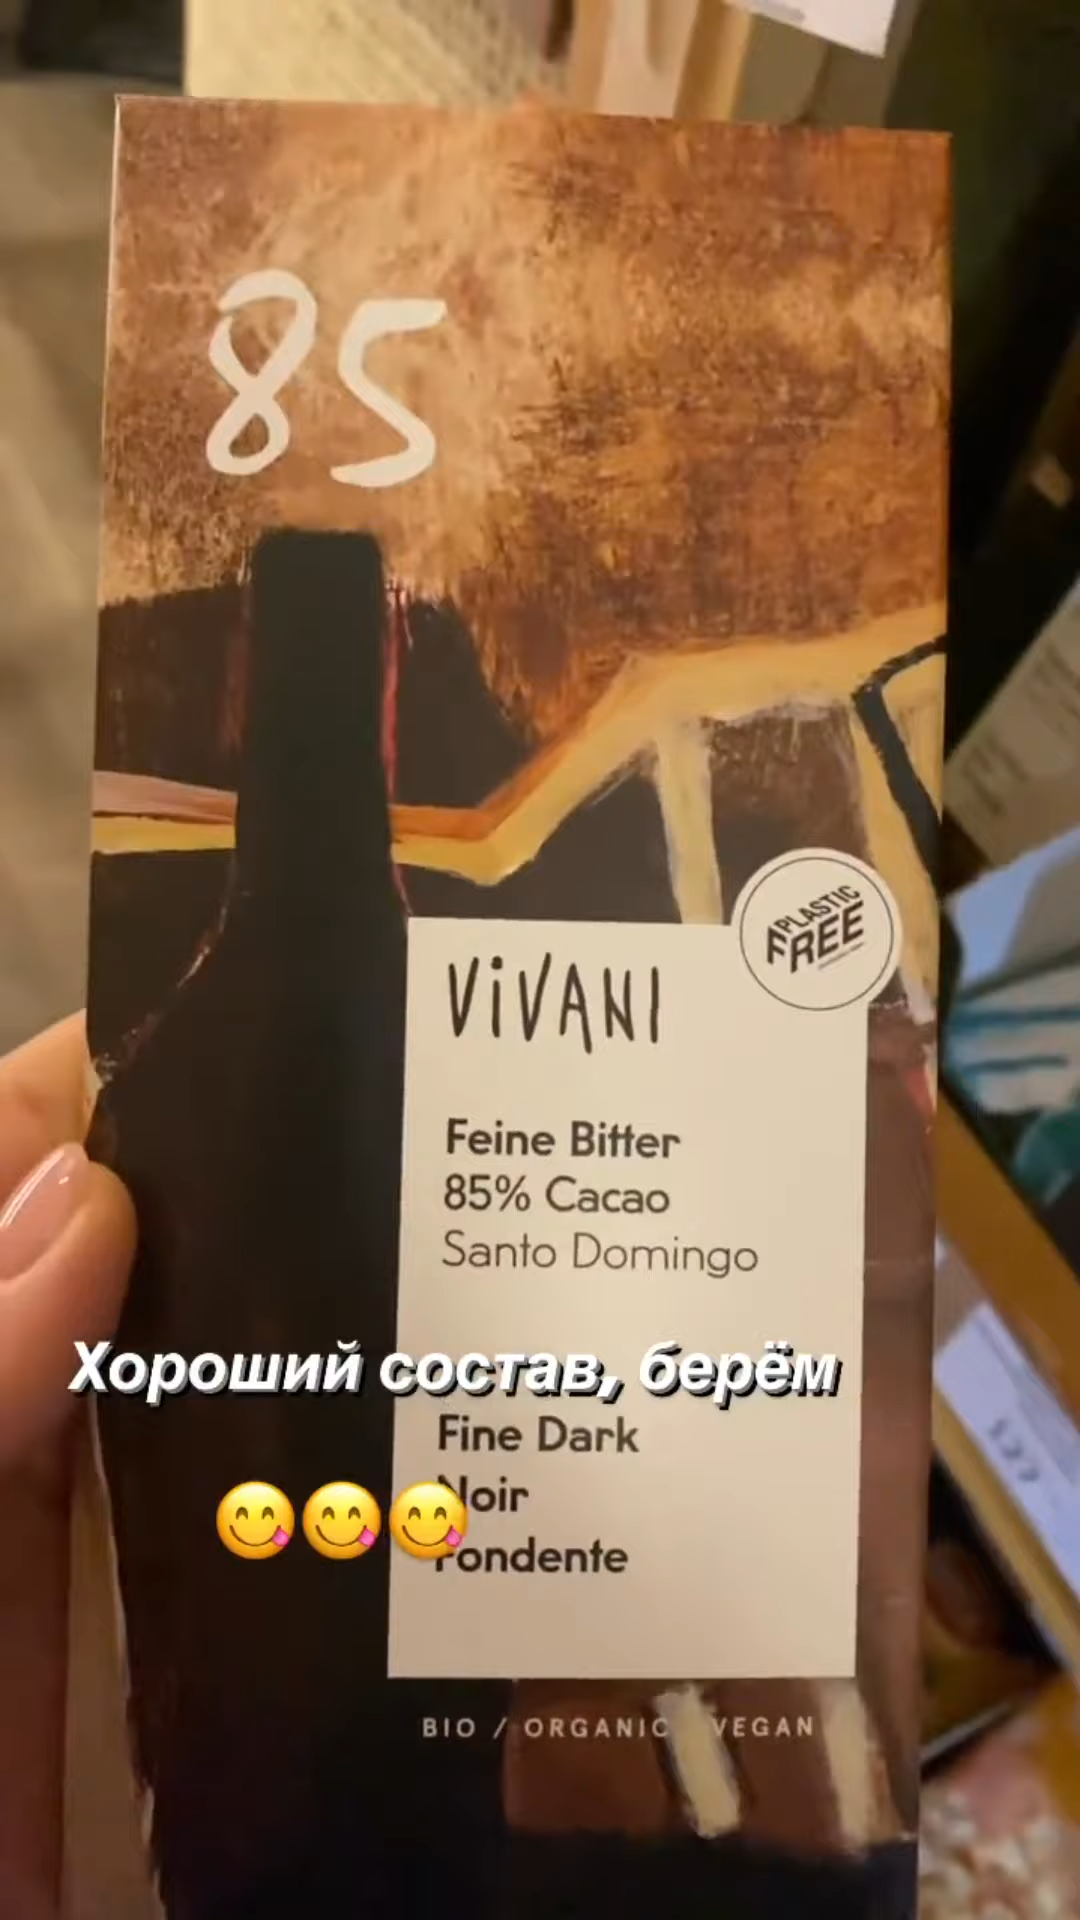 85
PLASTIC
FREE
ViVANI
Feine Bitter
85% Cacao
Santo Domingo
Хороший состав, берём
Fine Dark
Noir
Fondente
BIO / ORGANIC VEGAN